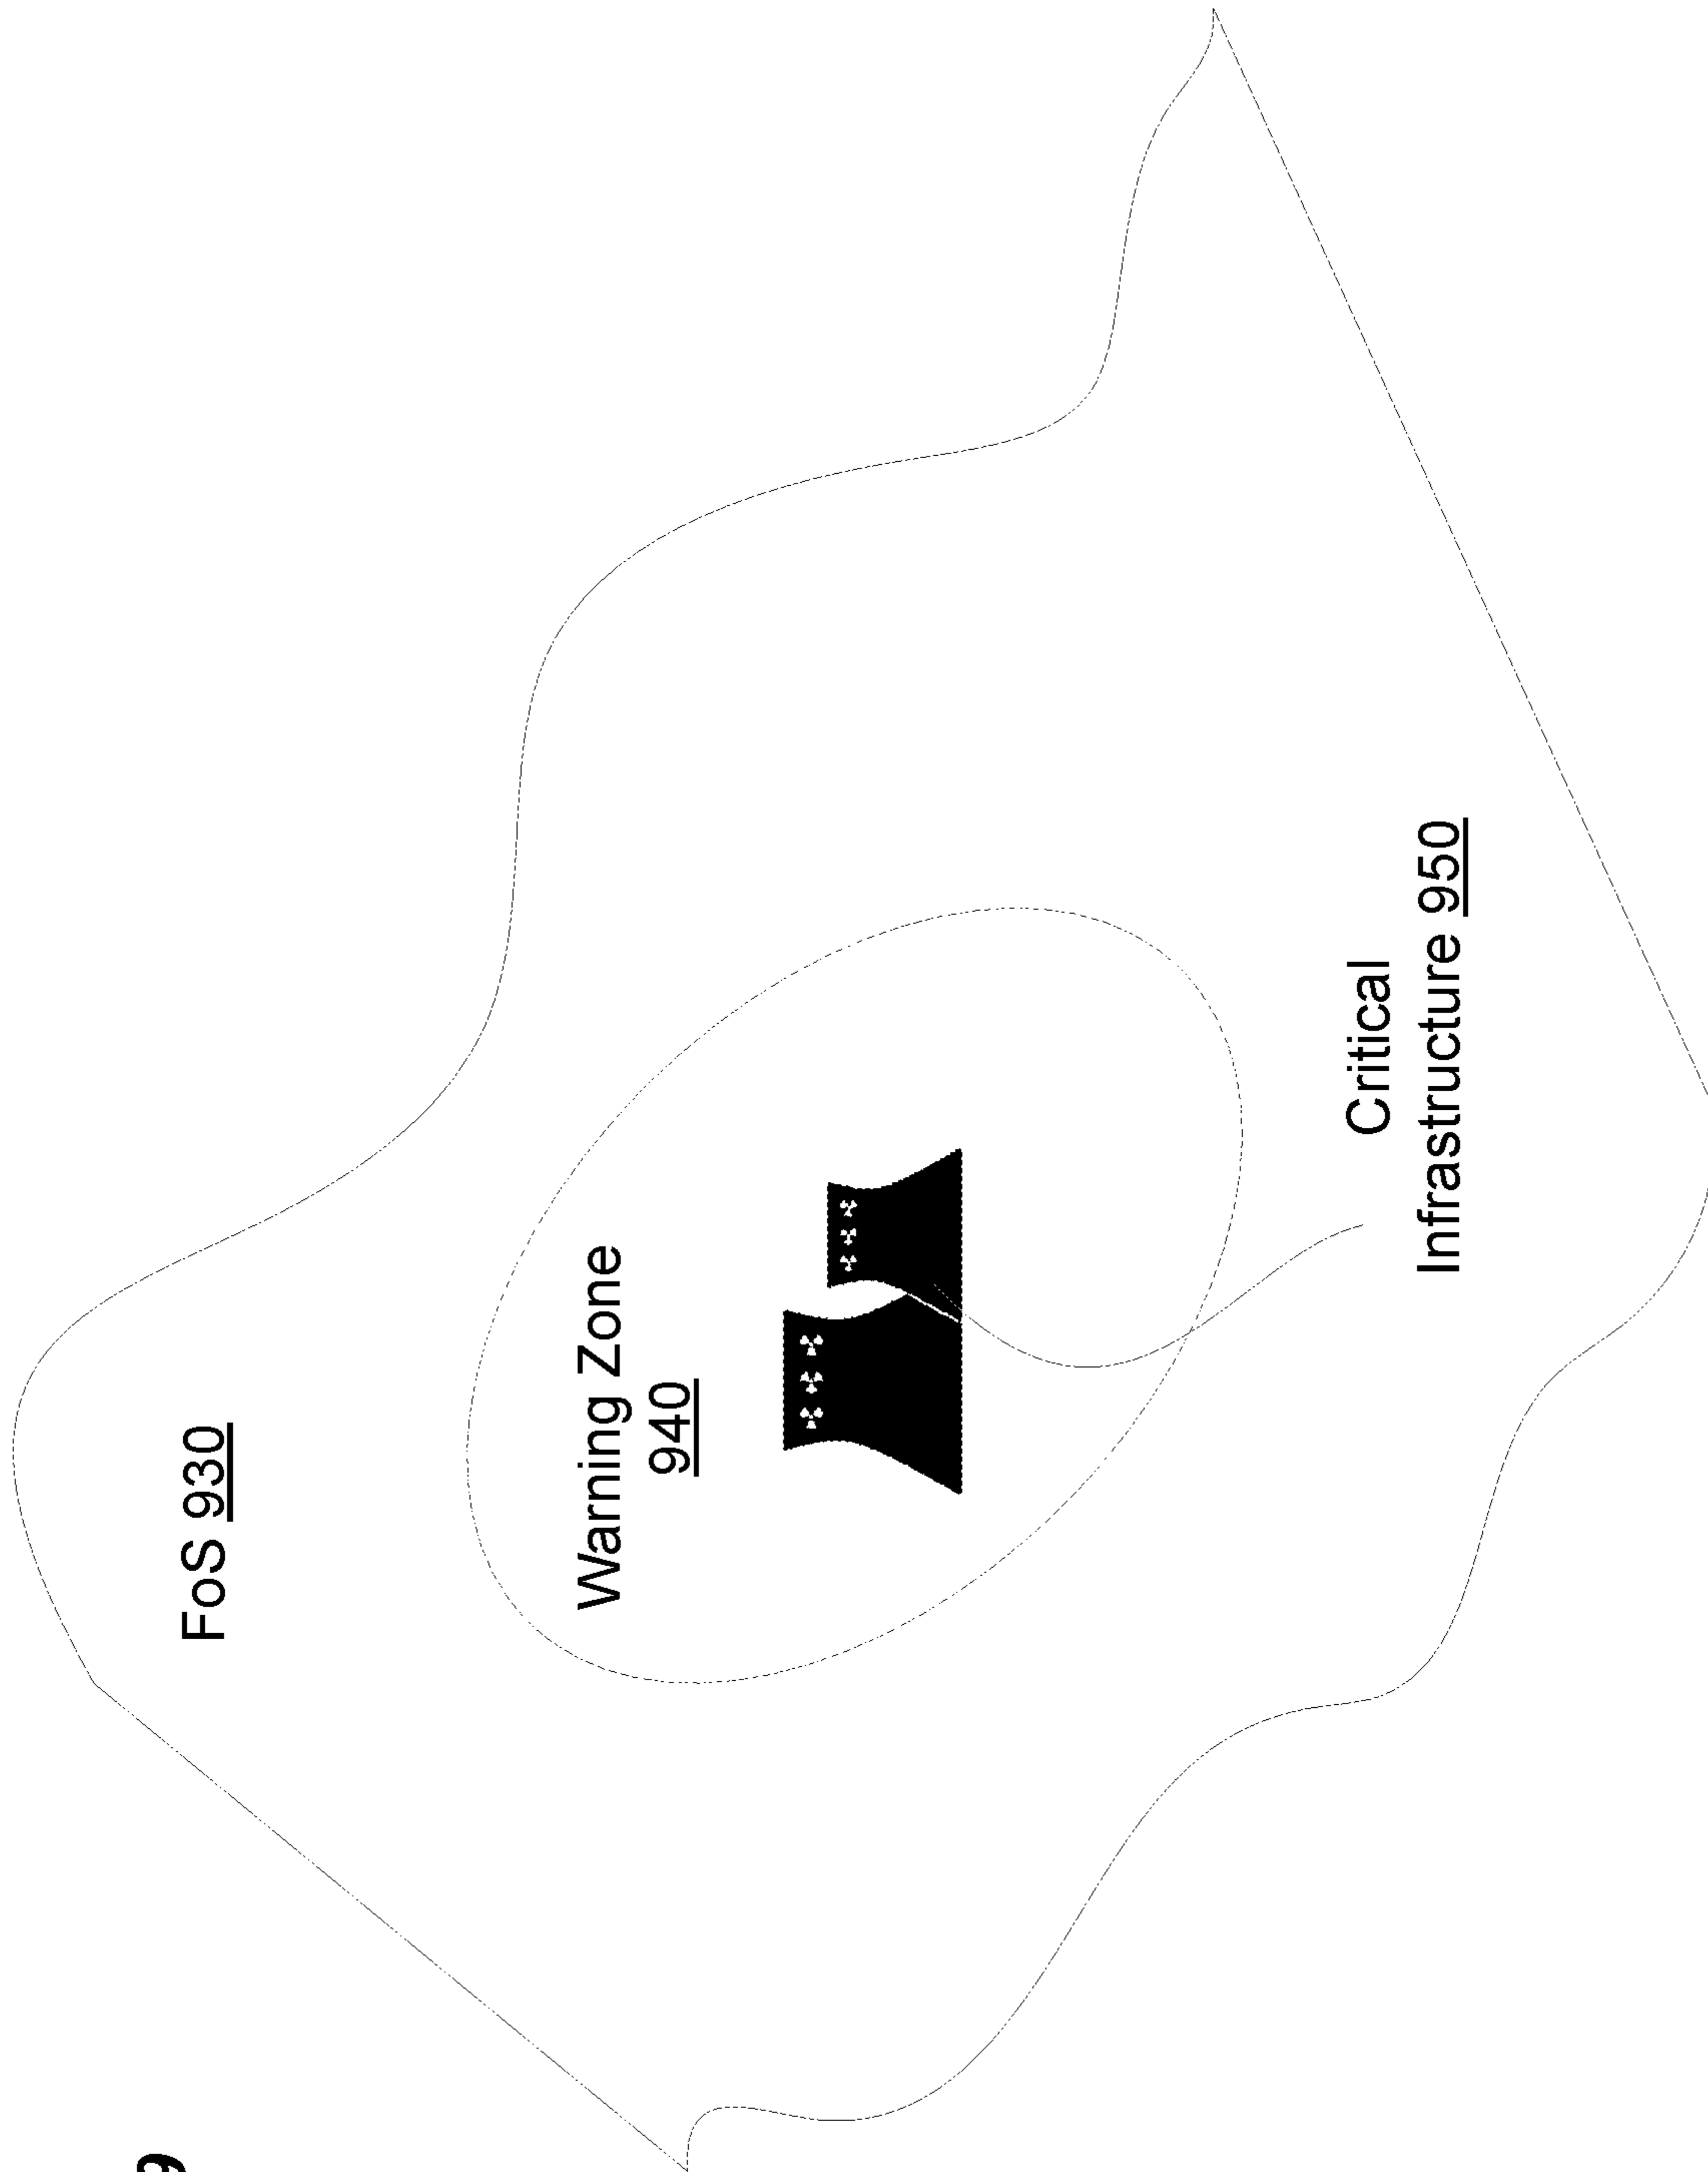 FoS 930
Warning Zone
940
Critical
Infrastructure 950